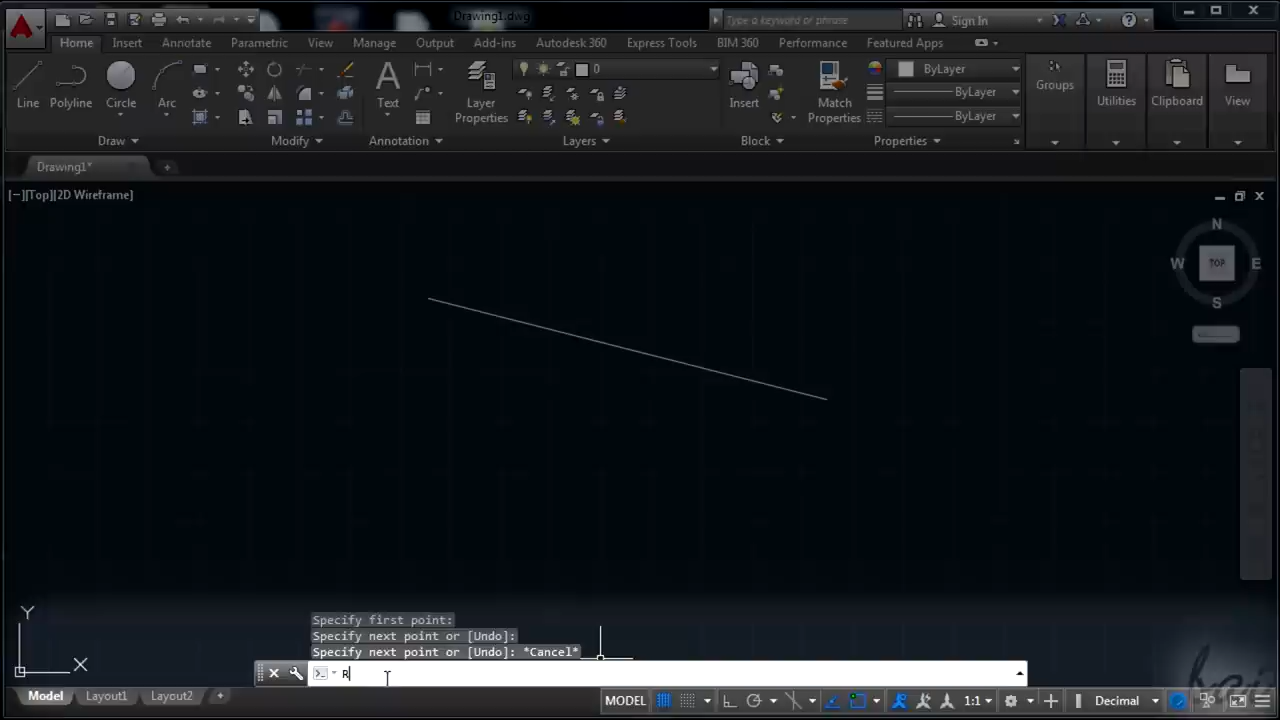 Drawing1.dwg
Type a keyword or phrase
Sign In
Home Insert Annotate Parametric View Manage Output Add-ins Autodesk 360 Express Tools BIM 360 Performance Featured Apps
0
ByLayer
ByLayer
ByLayer
Line Polyline Circle Arc Text Layer Properties Insert Match Properties Groups Utilities Clipboard View
Draw Modify Annotation Layers Block Properties
Drawing1*
[−][Top][2D Wireframe]
N
W TOP E
S
Y
X
Specify first point:
Specify next point or [Undo]:
Specify next point or [Undo]: *Cancel*
R
Model Layout1 Layout2
MODEL 1:1 Decimal